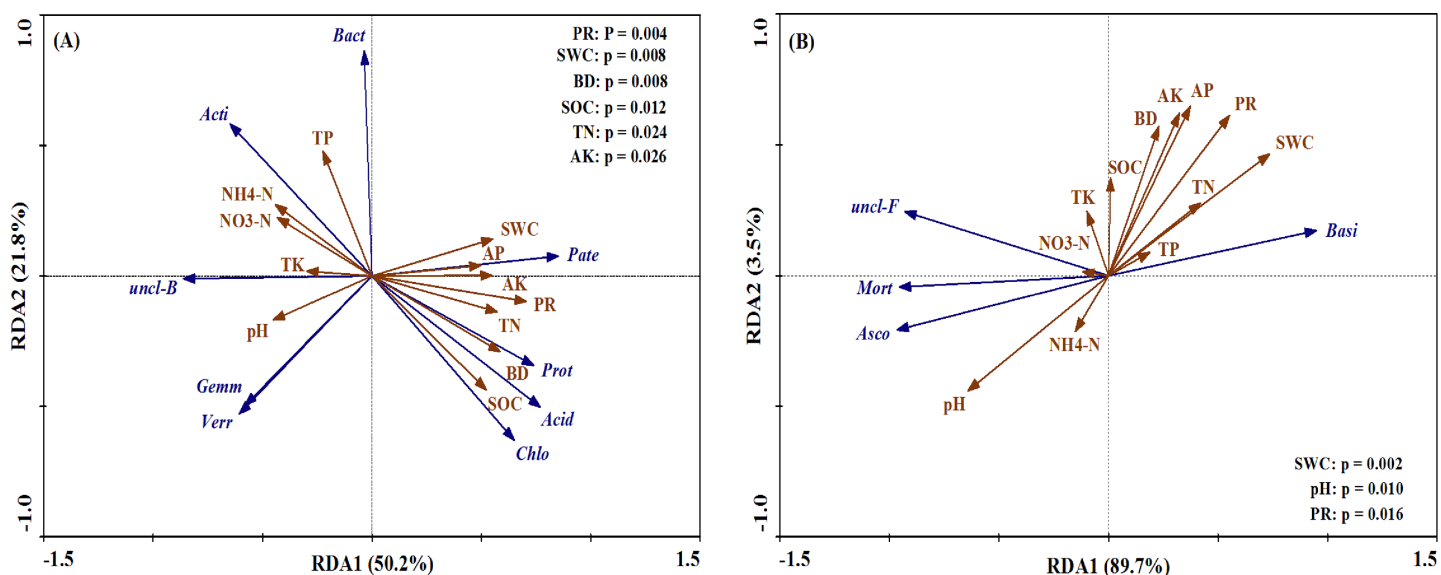 (A)
1.0
Bact
PR: P = 0.004
SWC: p = 0.008
BD: p = 0.008
SOC: p = 0.012
TN: p = 0.024
AK: p = 0.026
Acti
TP
NH4-N
NO3-N
SWC
AP
Pate
TK
AK
uncl-B
PR
pH
TN
BD
Prot
Gemm
SOC
Verr
Acid
Chlo
RDA2 (21.8%)
-1.0
-1.5
RDA1 (50.2%)
1.5
(B)
1.0
AK
AP
BD
PR
SWC
SOC
TK
TN
uncl-F
Basi
NO3-N
TP
Mort
Asco
NH4-N
pH
SWC: p = 0.002
pH: p = 0.010
PR: p = 0.016
RDA2 (3.5%)
-1.0
-1.5
RDA1 (89.7%)
1.5